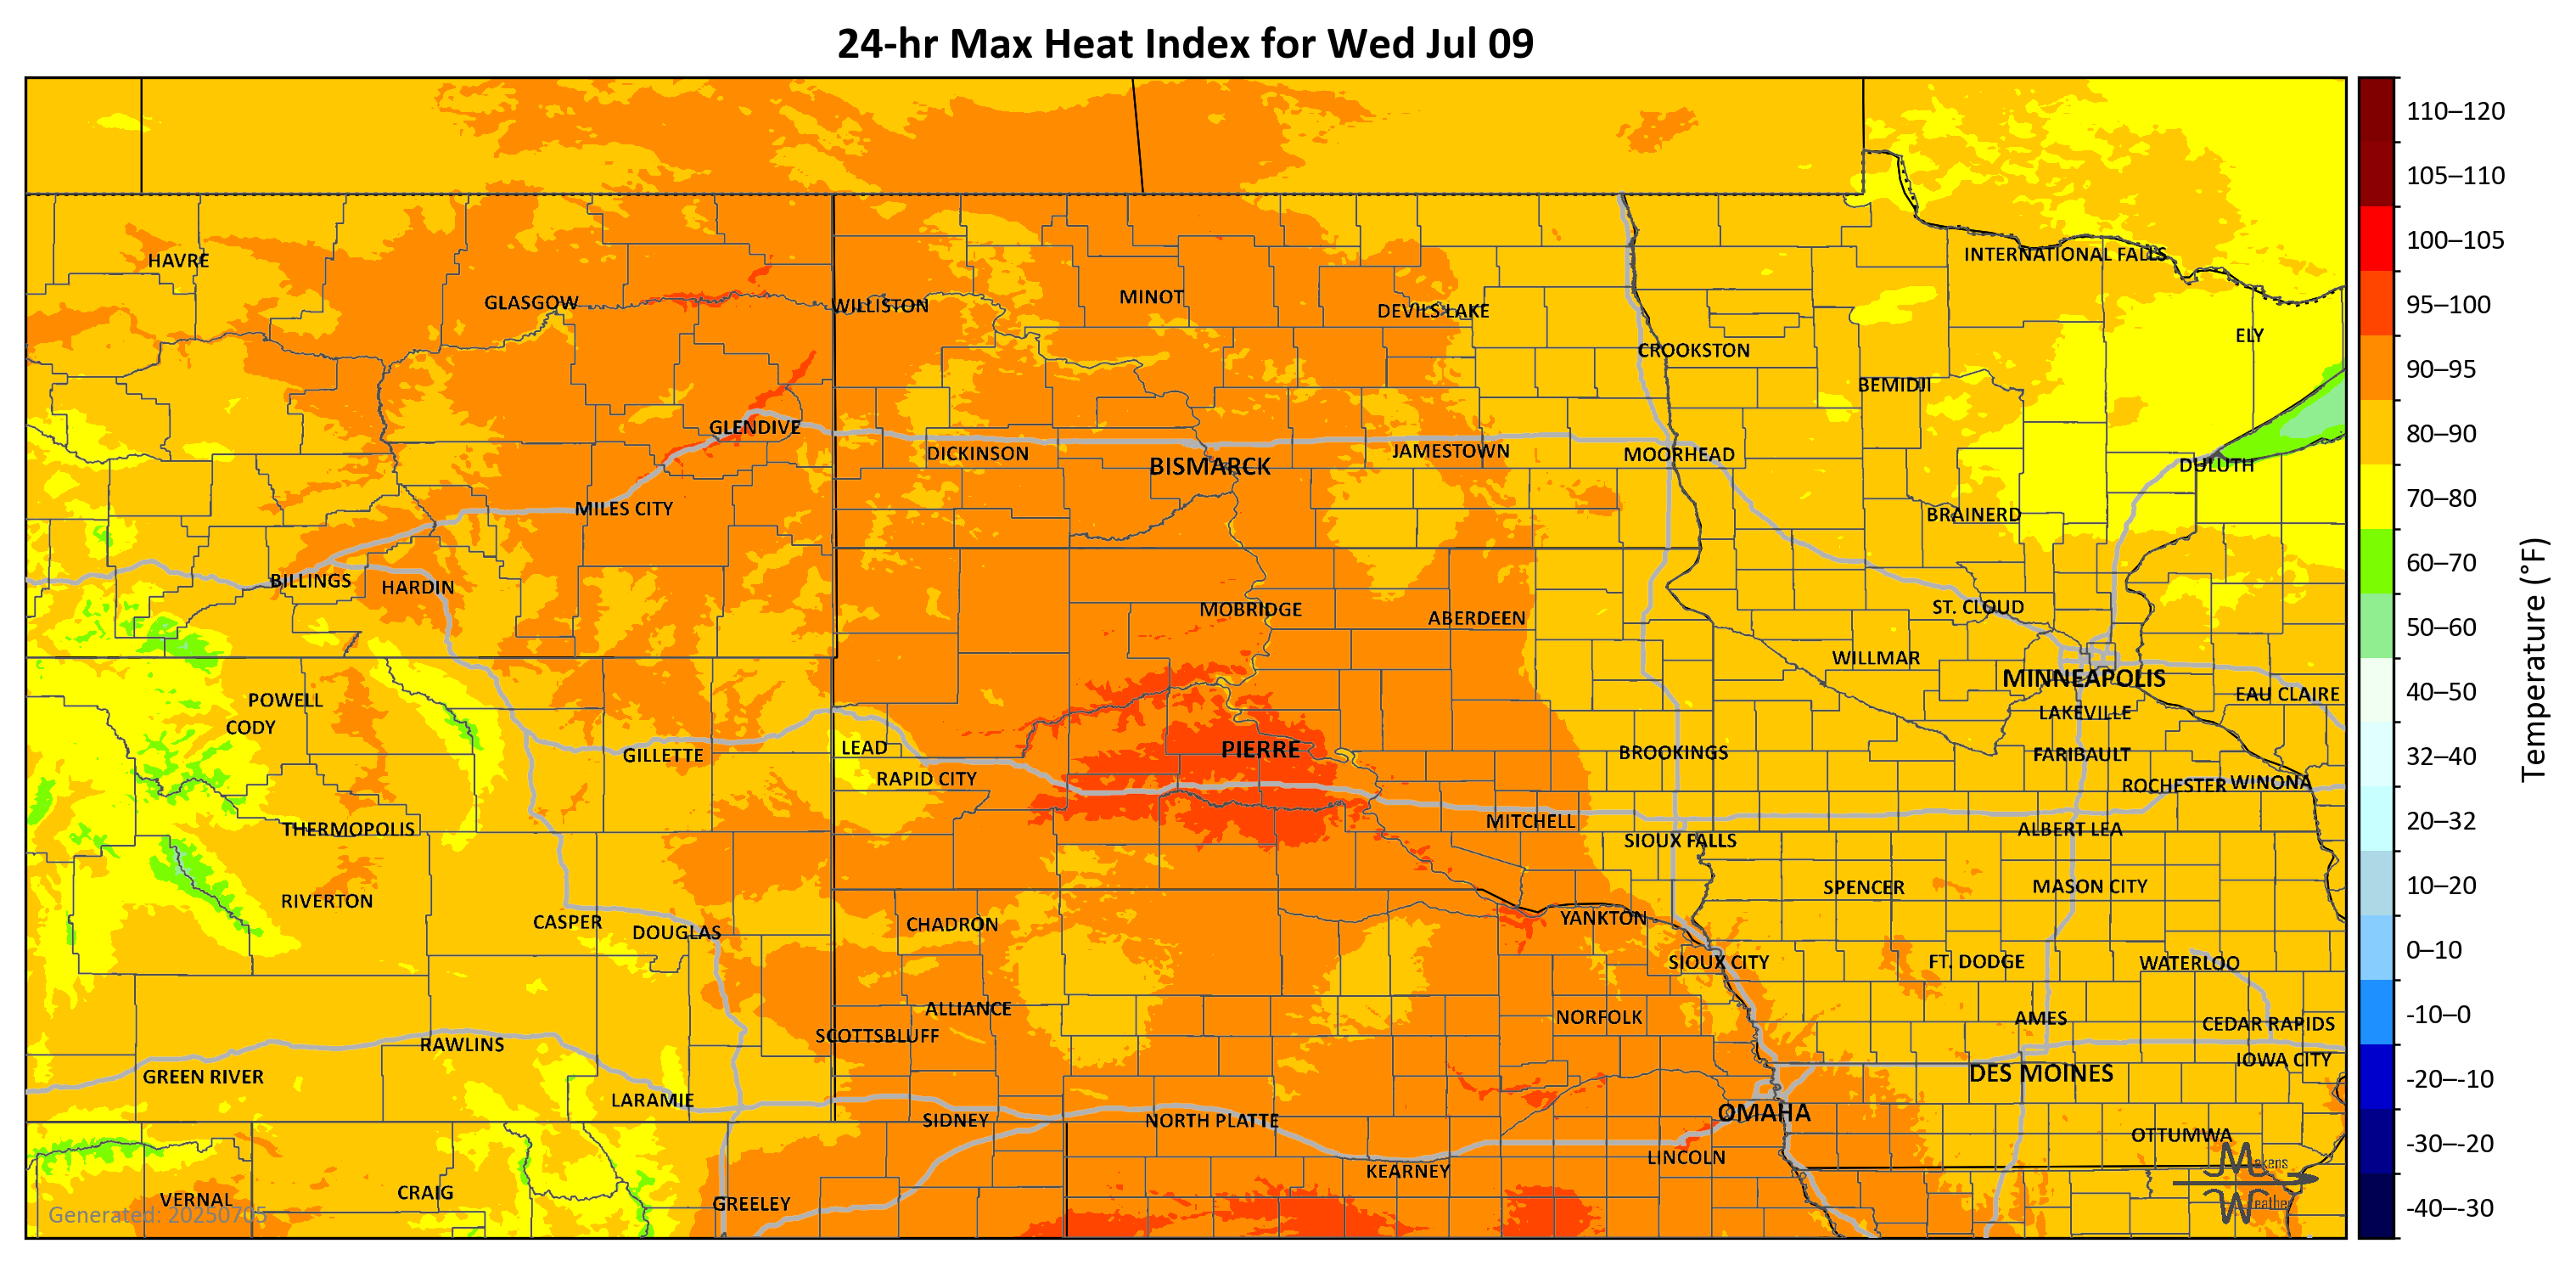 24-hr Max Heat Index for Wed Jul 09
110–120
105–110
HAVRE
INTERNATIONAL FALLS
100–105
GLASGOW
WILLISTON
MINOT
DEVILS LAKE
95–100
ELY
CROOKSTON
90–95
BEMIDJI
GLENDIVE
DICKINSON
BISMARCK
JAMESTOWN
MOORHEAD
DULUTH
80–90
MILES CITY
BRAINERD
70–80
BILLINGS
HARDIN
60–70
MOBRIDGE
ABERDEEN
ST. CLOUD
50–60
WILLMAR
MINNEAPOLIS
POWELL
EAU CLAIRE
40–50
CODY
LAKEVILLE
GILLETTE
LEAD
PIERRE
BROOKINGS
FARIBAULT
32–40
RAPID CITY
ROCHESTER
WINONA
Temperature (°F)
THERMOPOLIS
MITCHELL
SIOUX FALLS
ALBERT LEA
20–32
RIVERTON
SPENCER
MASON CITY
10–20
CASPER
DOUGLAS
CHADRON
YANKTON
SIOUX CITY
FT. DODGE
WATERLOO
0–10
ALLIANCE
NORFOLK
AMES
CEDAR RAPIDS
-10–0
RAWLINS
SCOTTSBLUFF
IOWA CITY
GREEN RIVER
DES MOINES
-20–-10
LARAMIE
SIDNEY
NORTH PLATTE
OMAHA
OTTUMWA
-30–-20
KEARNEY
LINCOLN
Makens
Weather
VERNAL
CRAIG
GREELEY
-40–-30
Generated: 20250705